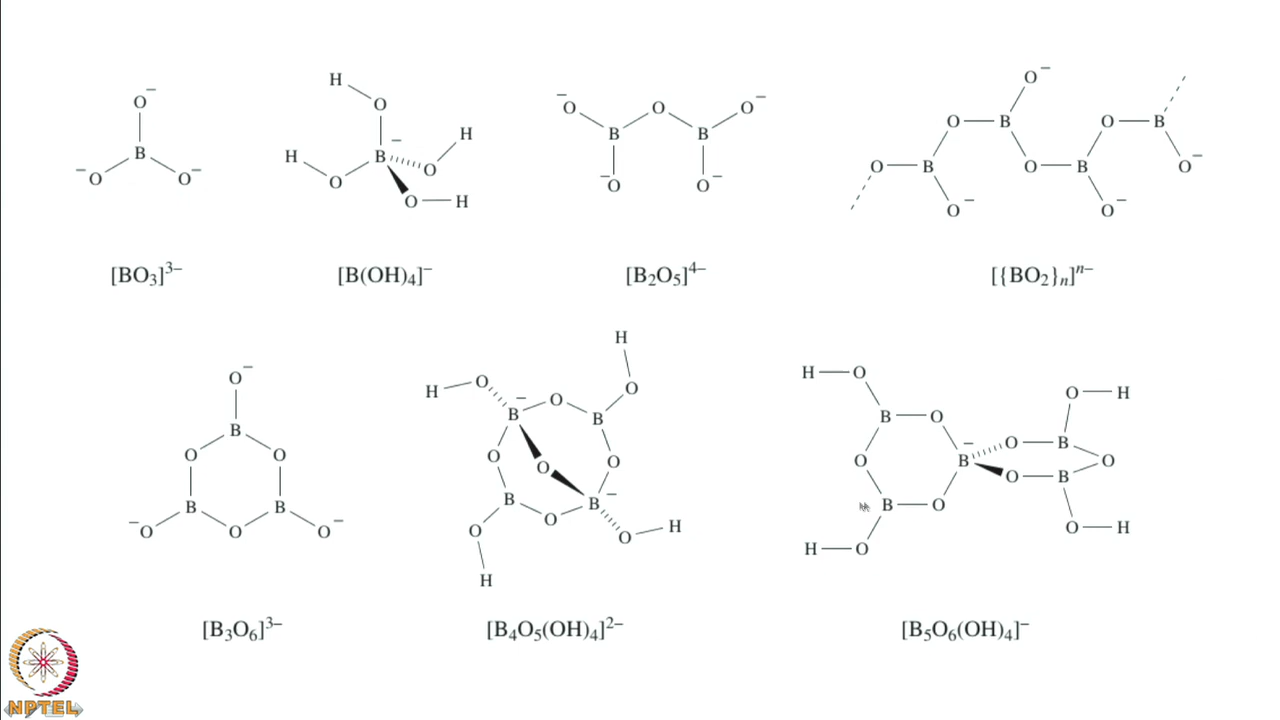 [BO₃]³⁻
[B(OH)₄]⁻
[B₂O₅]⁴⁻
[{BO₂}ₙ]ⁿ⁻
[B₃O₆]³⁻
[B₄O₅(OH)₄]²⁻
[B₅O₆(OH)₄]⁻
NPTEL